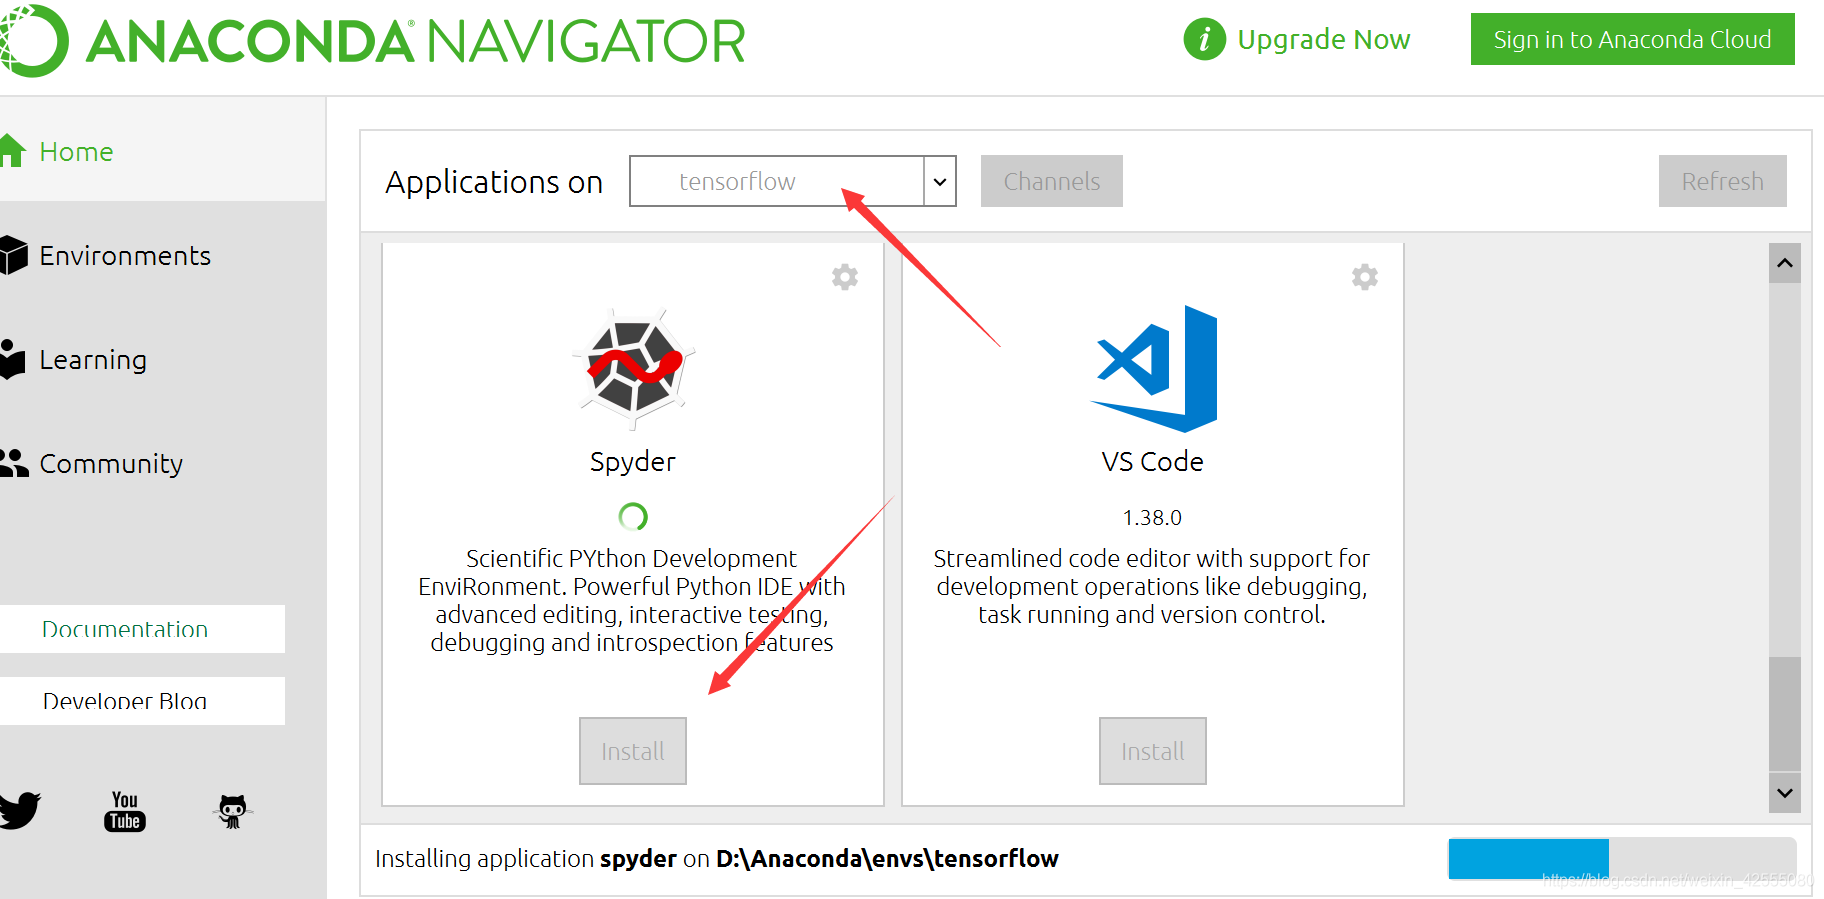 ANACONDA® NAVIGATOR
Upgrade Now
Sign in to Anaconda Cloud
Home
Environments
Learning
Community
Documentation
Developer Blog
You
Tube
Applications on
tensorflow
Channels
Refresh
Spyder
Scientific PYthon Development
EnviRonment. Powerful Python IDE with
advanced editing, interactive testing,
debugging and introspection features
Install
VS Code
1.38.0
Streamlined code editor with support for
development operations like debugging,
task running and version control.
Install
Installing application spyder on D:\Anaconda\envs\tensorflow
https://blog.csdn.net/weixin_42555080